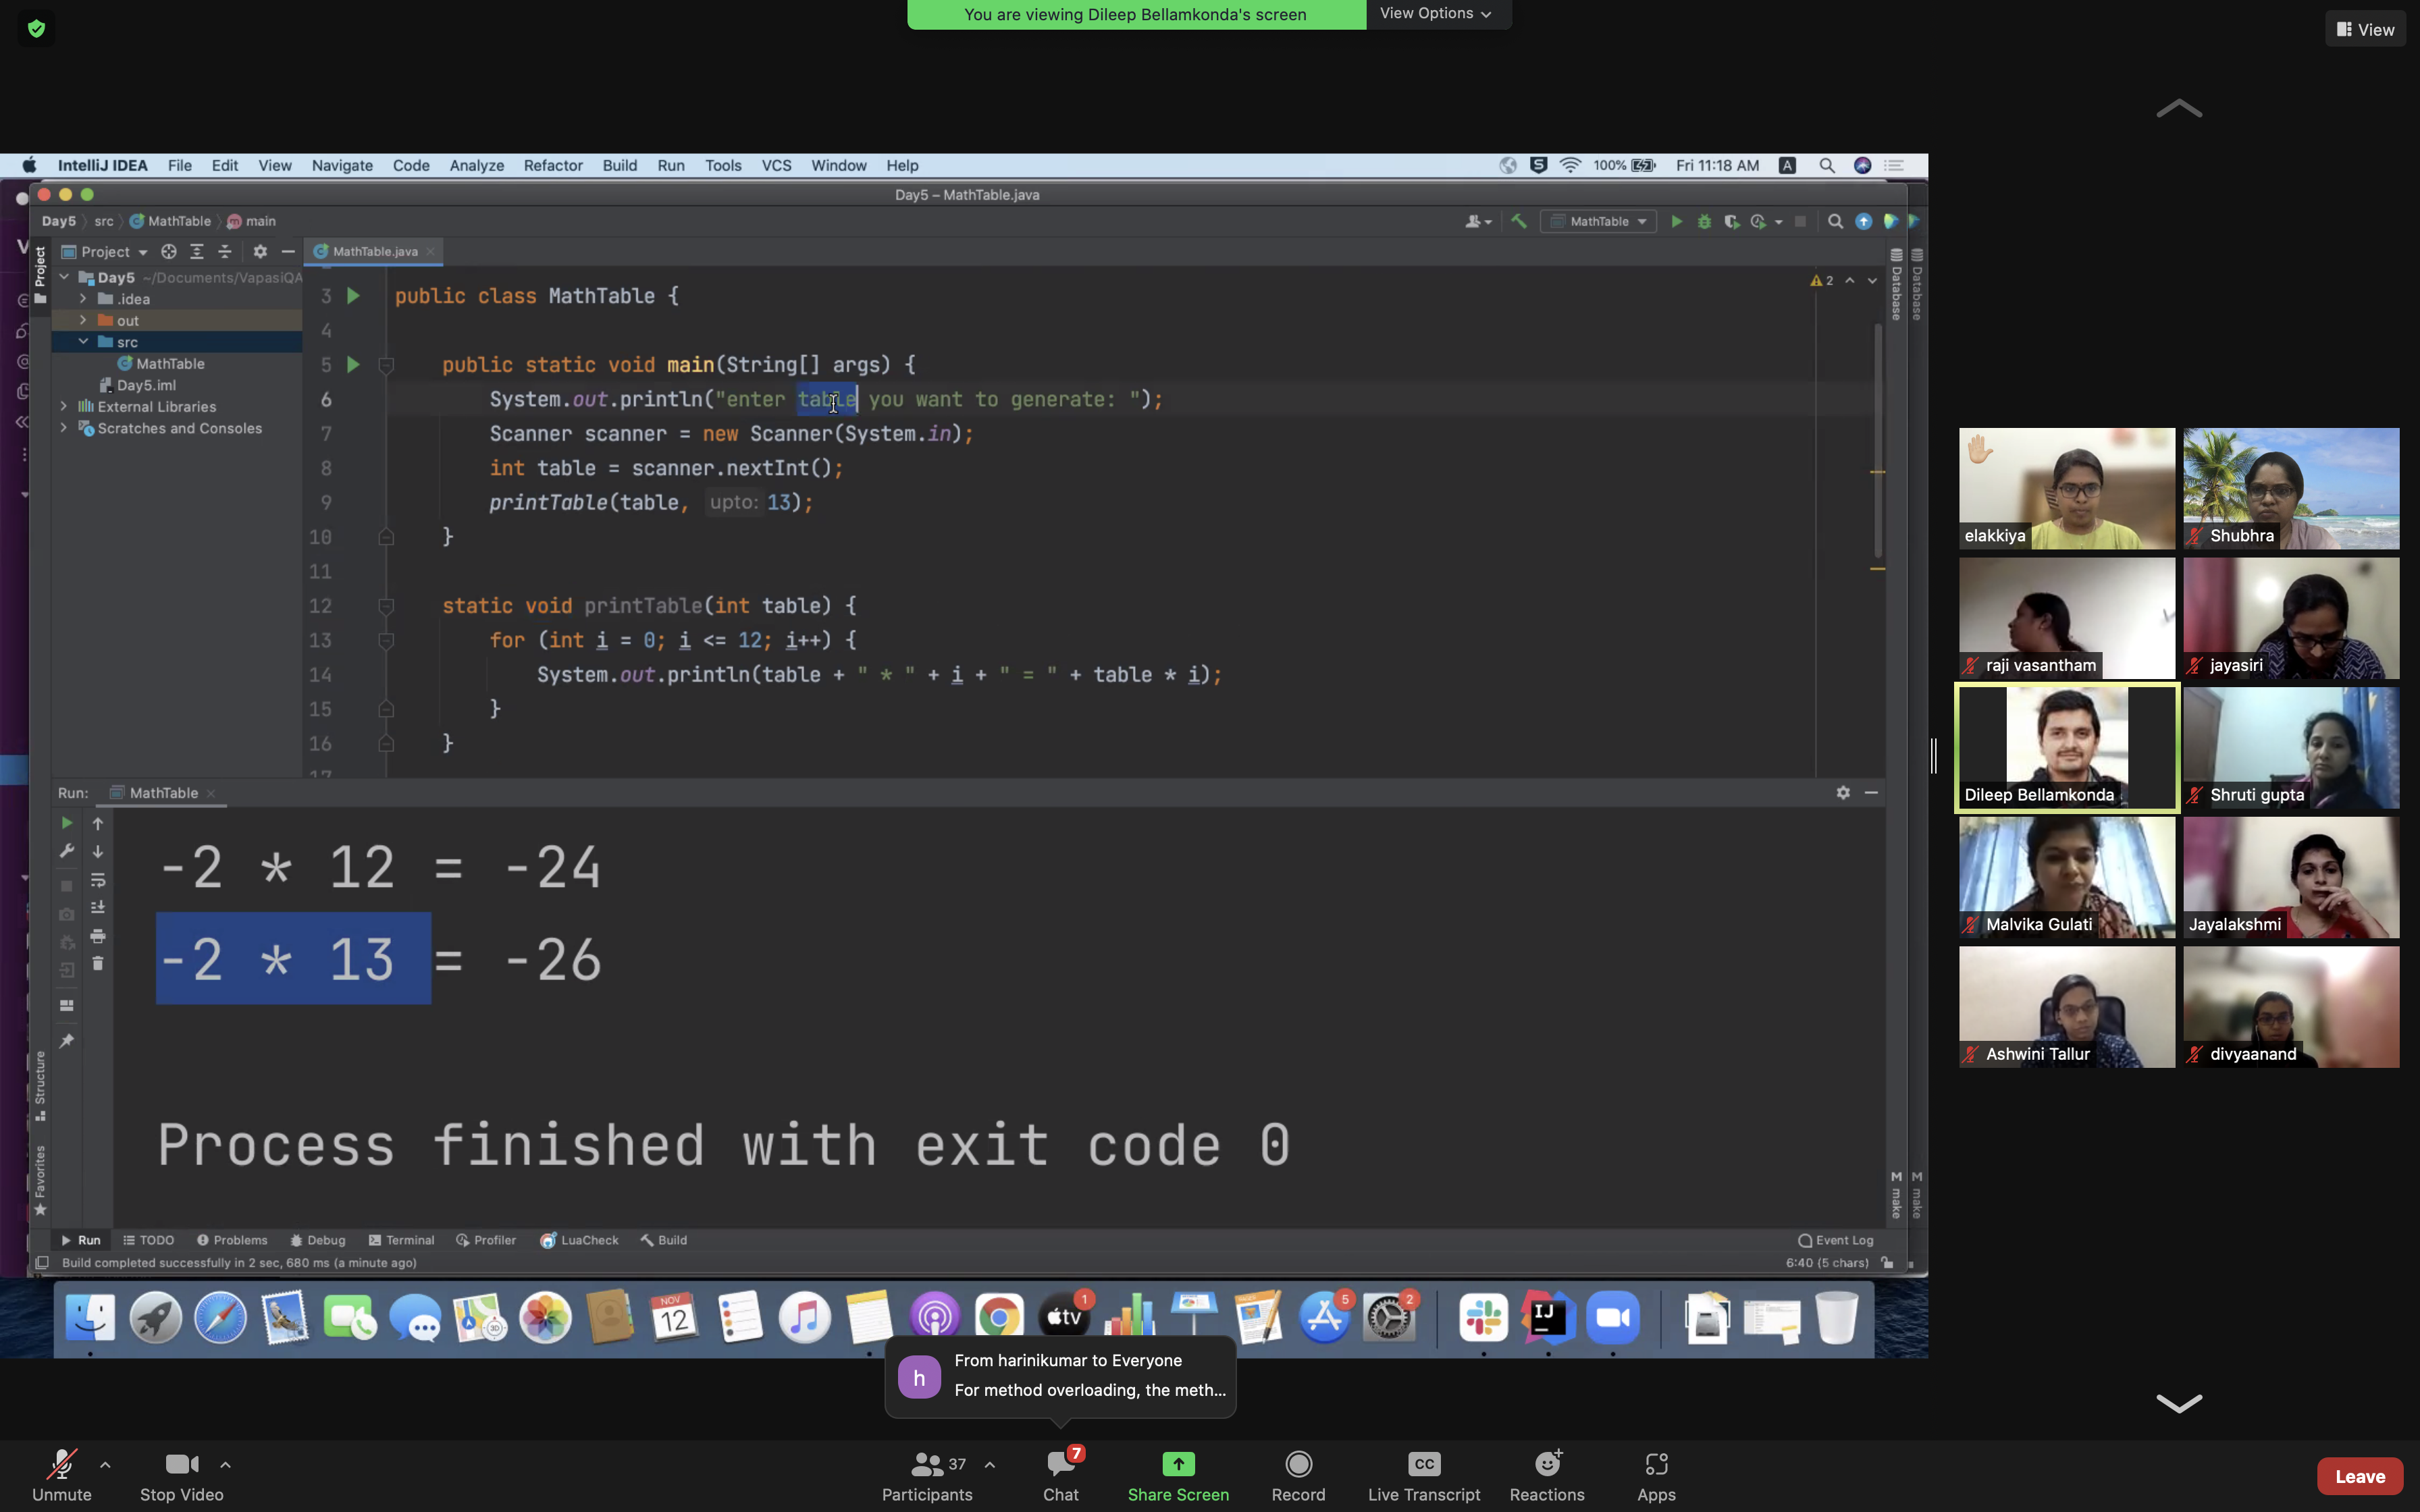 You are viewing Dileep Bellamkonda's screen
View Options
View
IntelliJ IDEA File Edit View Navigate Code Analyze Refactor Build Run Tools VCS Window Help
100% Fri 11:18 AM A
Day5 – MathTable.java
Day5 src MathTable main
MathTable
Project
Project
MathTable.java
Day5 ~/Documents/VapasiQA
.idea
out
src
MathTable
Day5.iml
External Libraries
Scratches and Consoles
2
Database
Database
3 public class MathTable {
4
5 public static void main(String[] args) {
6 System.out.println("enter table you want to generate: ");
7 Scanner scanner = new Scanner(System.in);
8 int table = scanner.nextInt();
9 printTable(table, upto: 13);
10 }
11
12 static void printTable(int table) {
13 for (int i = 0; i <= 12; i++) {
14 System.out.println(table + " * " + i + " = " + table * i);
15 }
16 }
17
Run: MathTable
-2 * 12 = -24
-2 * 13 = -26
Process finished with exit code 0
Structure
Favorites
M make
M make
Run TODO Problems Debug Terminal Profiler LuaCheck Build
Event Log
Build completed successfully in 2 sec, 680 ms (a minute ago)
6:40 (5 chars)
elakkiya
Shubhra
raji vasantham
jayasiri
Dileep Bellamkonda
Shruti gupta
Malvika Gulati
Jayalakshmi
Ashwini Tallur
divyaanand
NOV
12
3D
tv
1
5
2
IJ
h
From harinikumar to Everyone
For method overloading, the meth...
Unmute
Stop Video
37
Participants
7
Chat
Share Screen
Record
CC
Live Transcript
Reactions
Apps
Leave